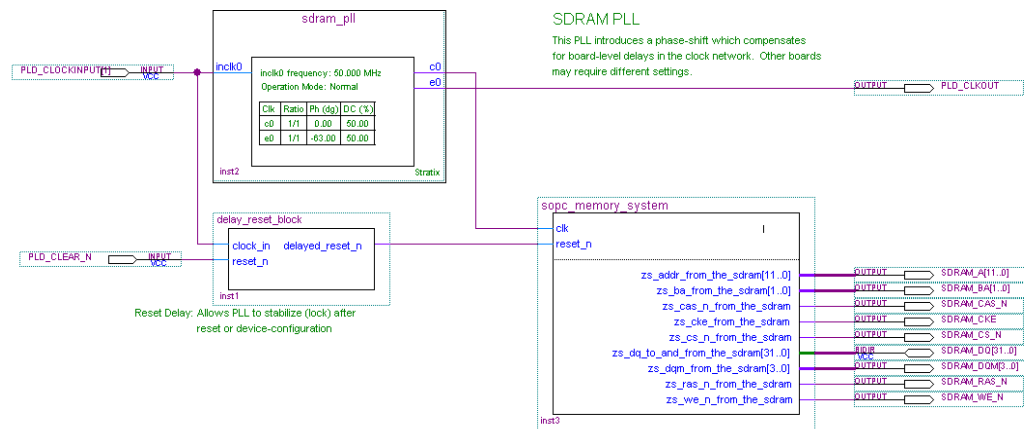 sdram_pll
SDRAM PLL
This PLL introduces a phase-shift which compensates
for board-level delays in the clock network. Other boards
may require different settings.
PLD_CLOCKINPUT[1]
INPUT
VCC
inclk0
inclk0 frequency: 50.000 MHz
Operation Mode: Normal
Clk Ratio Ph (dg) DC (%)
c0 1/1 0.00 50.00
e0 1/1 -63.00 50.00
c0
e0
inst2
Stratix
OUTPUT
PLD_CLKOUT
delay_reset_block
clock_in
delayed_reset_n
reset_n
inst1
PLD_CLEAR_N
INPUT
VCC
Reset Delay: Allows PLL to stabilize (lock) after
reset or device-configuration
sopc_memory_system
clk
reset_n
zs_addr_from_the_sdram[11..0]
OUTPUT
SDRAM_A[11..0]
zs_ba_from_the_sdram[1..0]
OUTPUT
SDRAM_BA[1..0]
zs_cas_n_from_the_sdram
OUTPUT
SDRAM_CAS_N
zs_cke_from_the_sdram
OUTPUT
SDRAM_CKE
zs_cs_n_from_the_sdram
OUTPUT
SDRAM_CS_N
zs_dq_to_and_from_the_sdram[31..0]
BIDIR
VCC
SDRAM_DQ[31..0]
zs_dqm_from_the_sdram[3..0]
OUTPUT
SDRAM_DQM[3..0]
zs_ras_n_from_the_sdram
OUTPUT
SDRAM_RAS_N
zs_we_n_from_the_sdram
OUTPUT
SDRAM_WE_N
inst3